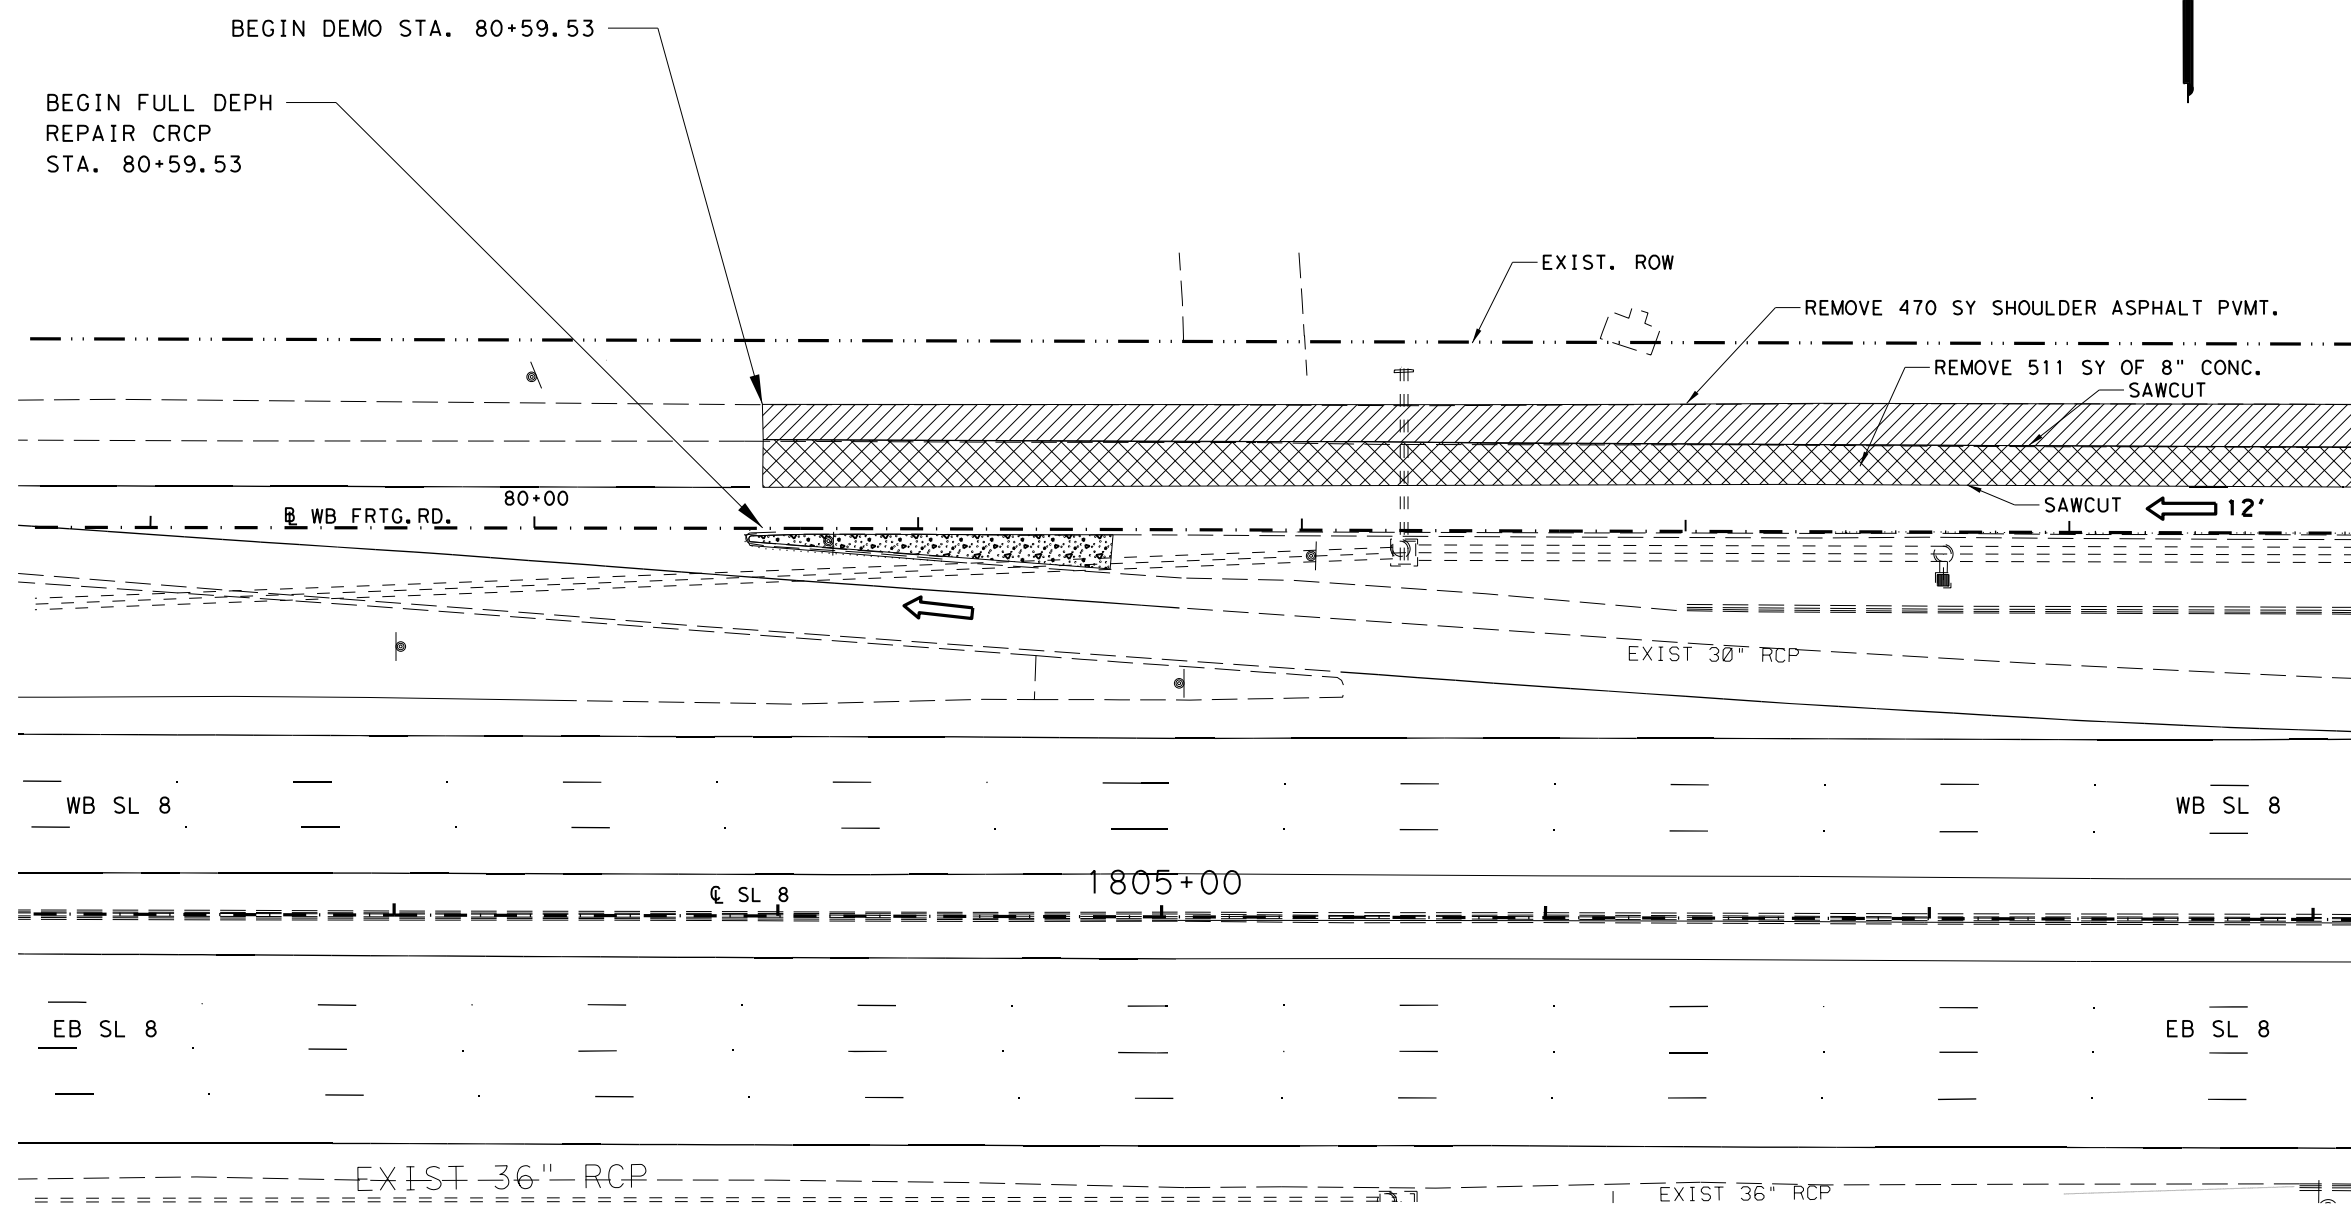 BEGIN DEMO STA. 80+59.53
BEGIN FULL DEPH
REPAIR CRCP
STA. 80+59.53
EXIST. ROW
REMOVE 470 SY SHOULDER ASPHALT PVMT.
REMOVE 511 SY OF 8" CONC.
SAWCUT
80+00
SAWCUT
12'
℄ WB FRTG.RD.
EXIST 30" RCP
WB SL 8
WB SL 8
1805+00
℄ SL 8
EB SL 8
EB SL 8
EXIST 36" RCP
EXIST 36" RCP